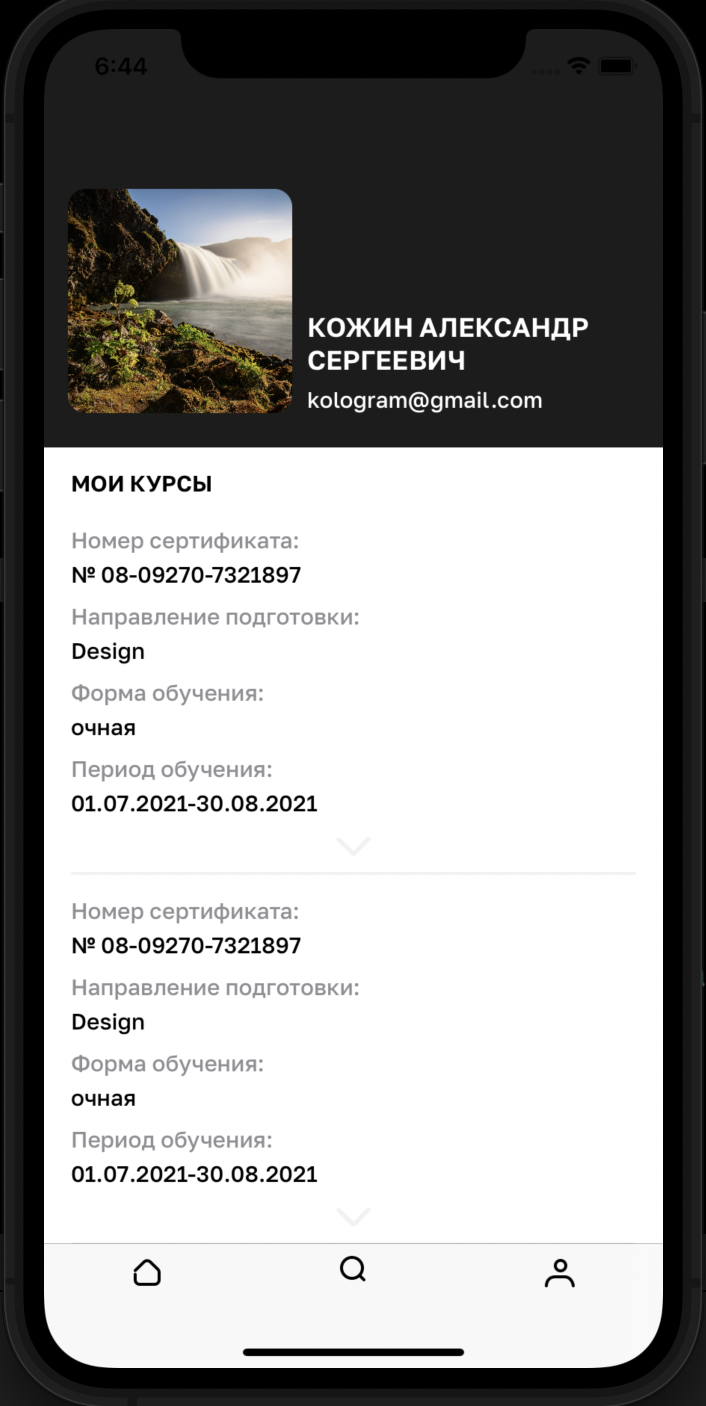 6:44
КОЖИН АЛЕКСАНДР
СЕРГЕЕВИЧ
kologram@gmail.com
МОИ КУРСЫ
Номер сертификата:
№ 08-09270-7321897
Направление подготовки:
Design
Форма обучения:
очная
Период обучения:
01.07.2021-30.08.2021
Номер сертификата:
№ 08-09270-7321897
Направление подготовки:
Design
Форма обучения:
очная
Период обучения:
01.07.2021-30.08.2021